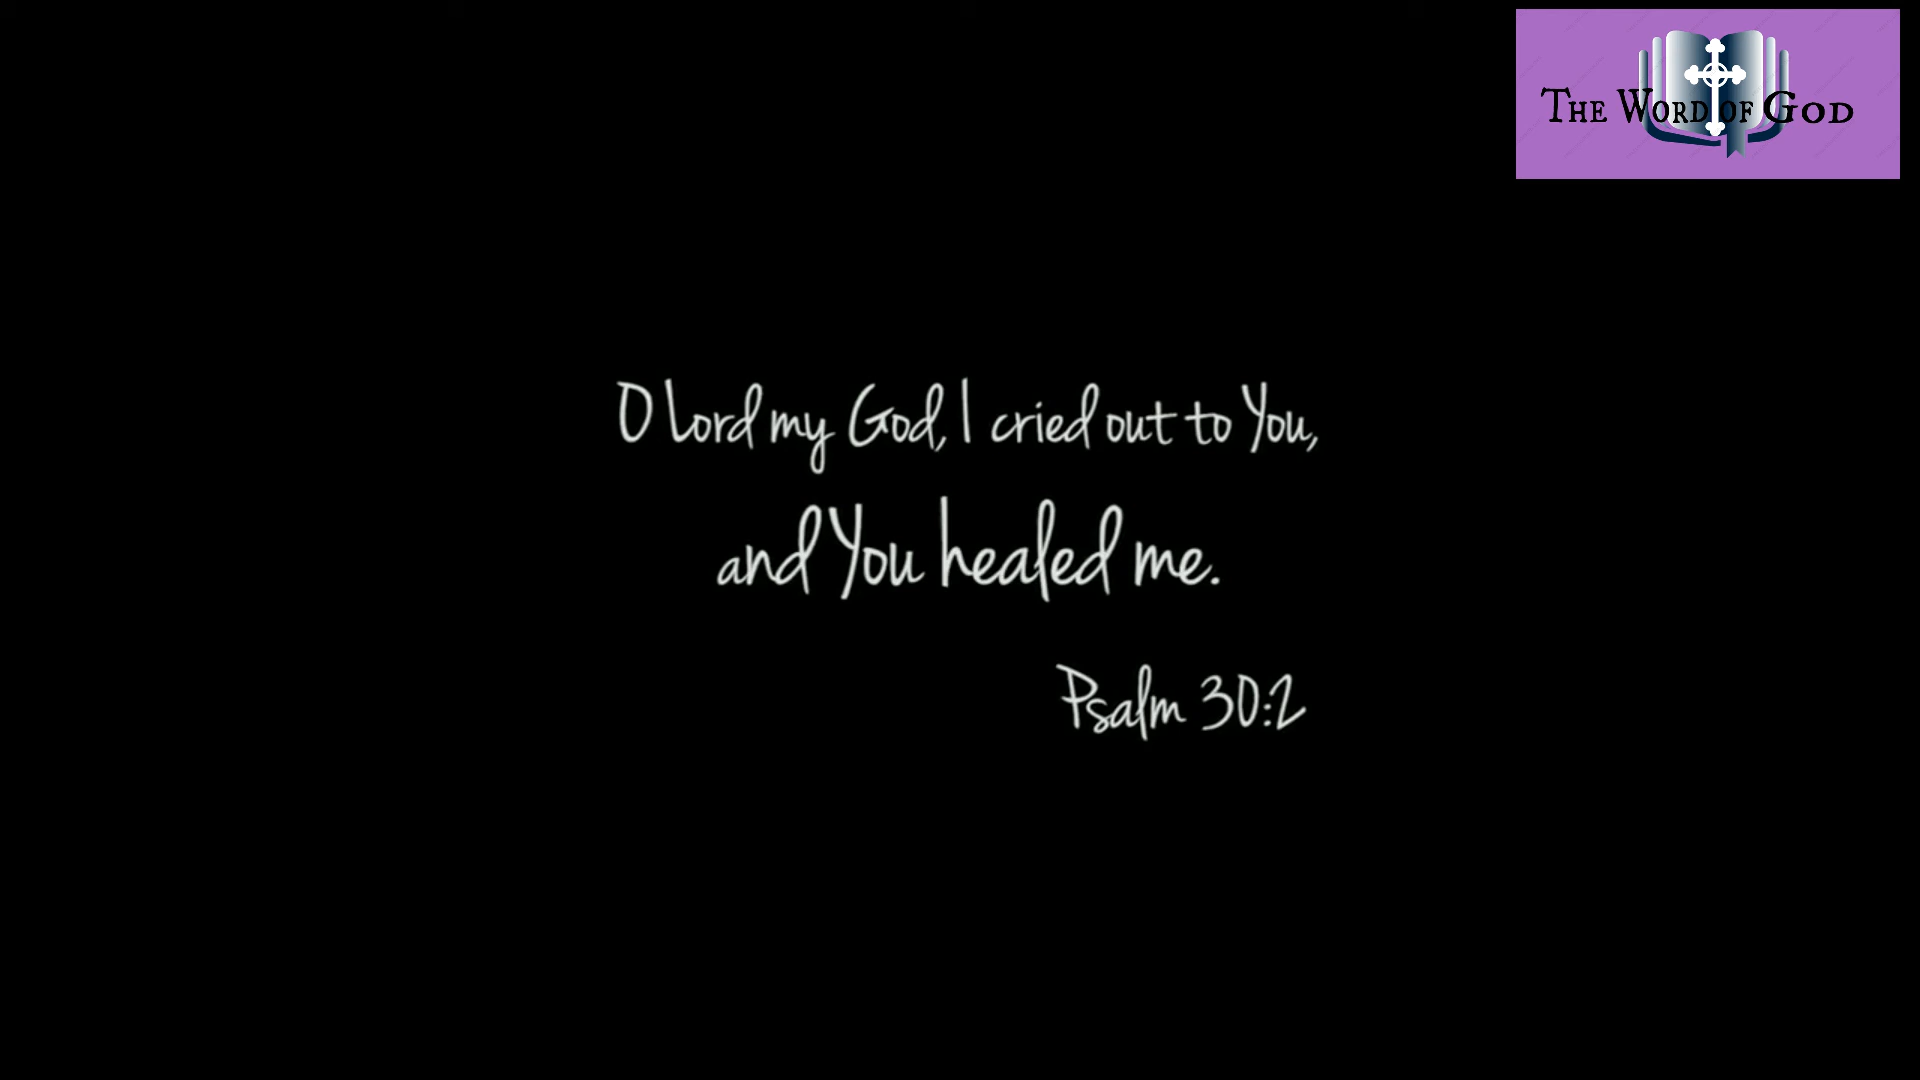 The Word of God
O Lord my God, I cried out to You,
and You healed me.
Psalm 30:2